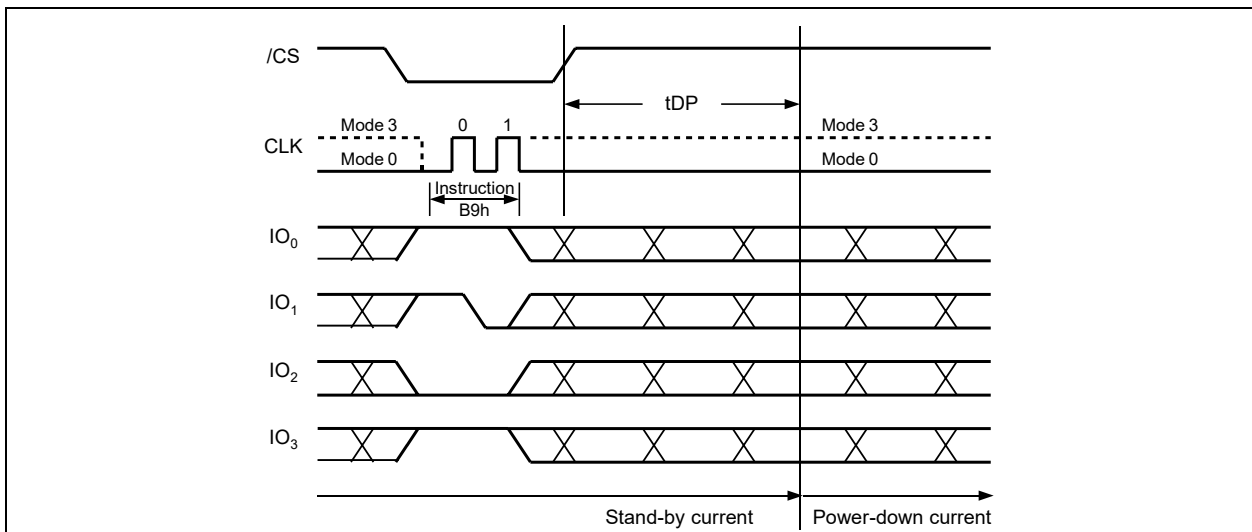 /CS
tDP
Mode 3 0 1 Mode 3
CLK
Mode 0 Mode 0
Instruction
B9h
IO₀
IO₁
IO₂
IO₃
Stand-by current Power-down current